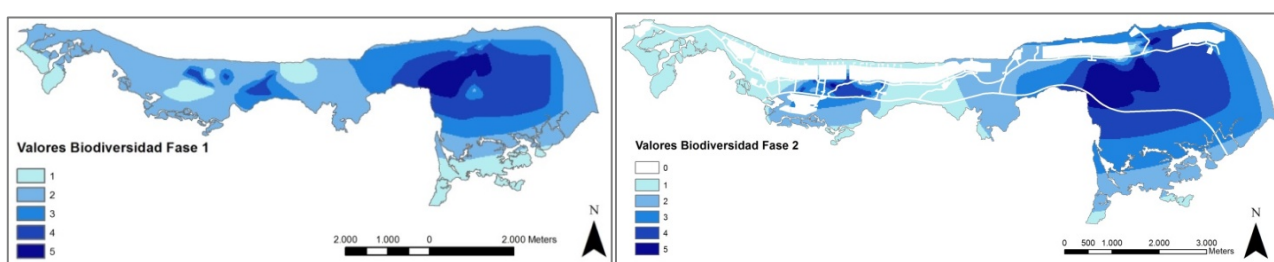 Valores Biodiversidad Fase 1
1
2
3
4
5
2.000 1.000 0 2.000 Meters
N
Valores Biodiversidad Fase 2
0
1
2
3
4
5
0 500 1.000 2.000 3.000
Meters
N